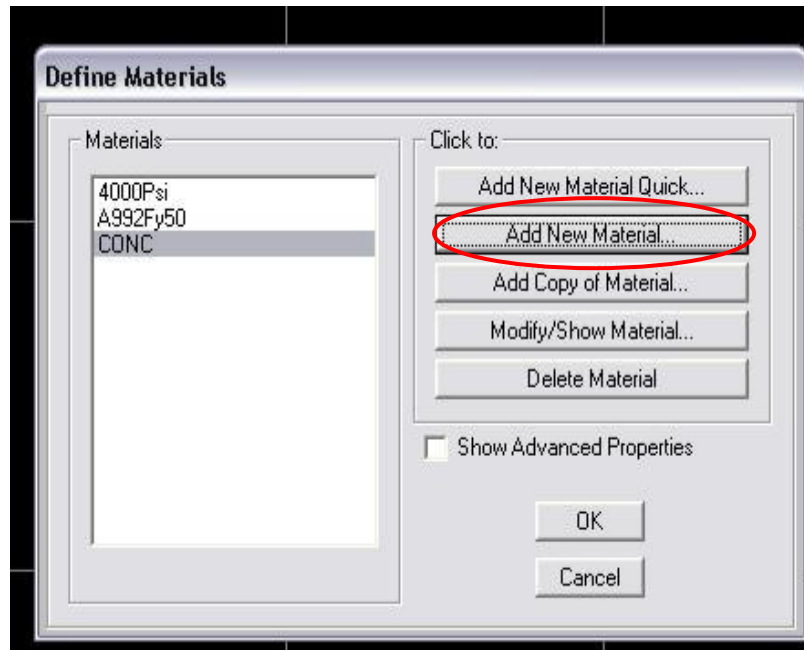 Define Materials
Materials
4000Psi
A992Fy50
CONC
Click to:
Add New Material Quick...
Add New Material...
Add Copy of Material...
Modify/Show Material...
Delete Material
Show Advanced Properties
OK
Cancel